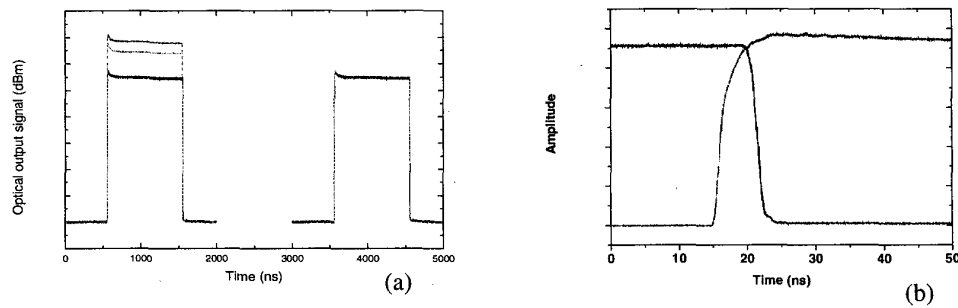 Optical output signal (dBm)
0 1000 2000 3000 4000 5000
Time (ns)
(a)
Amplitude
0 10 20 30 40 50
Time (ns)
(b)